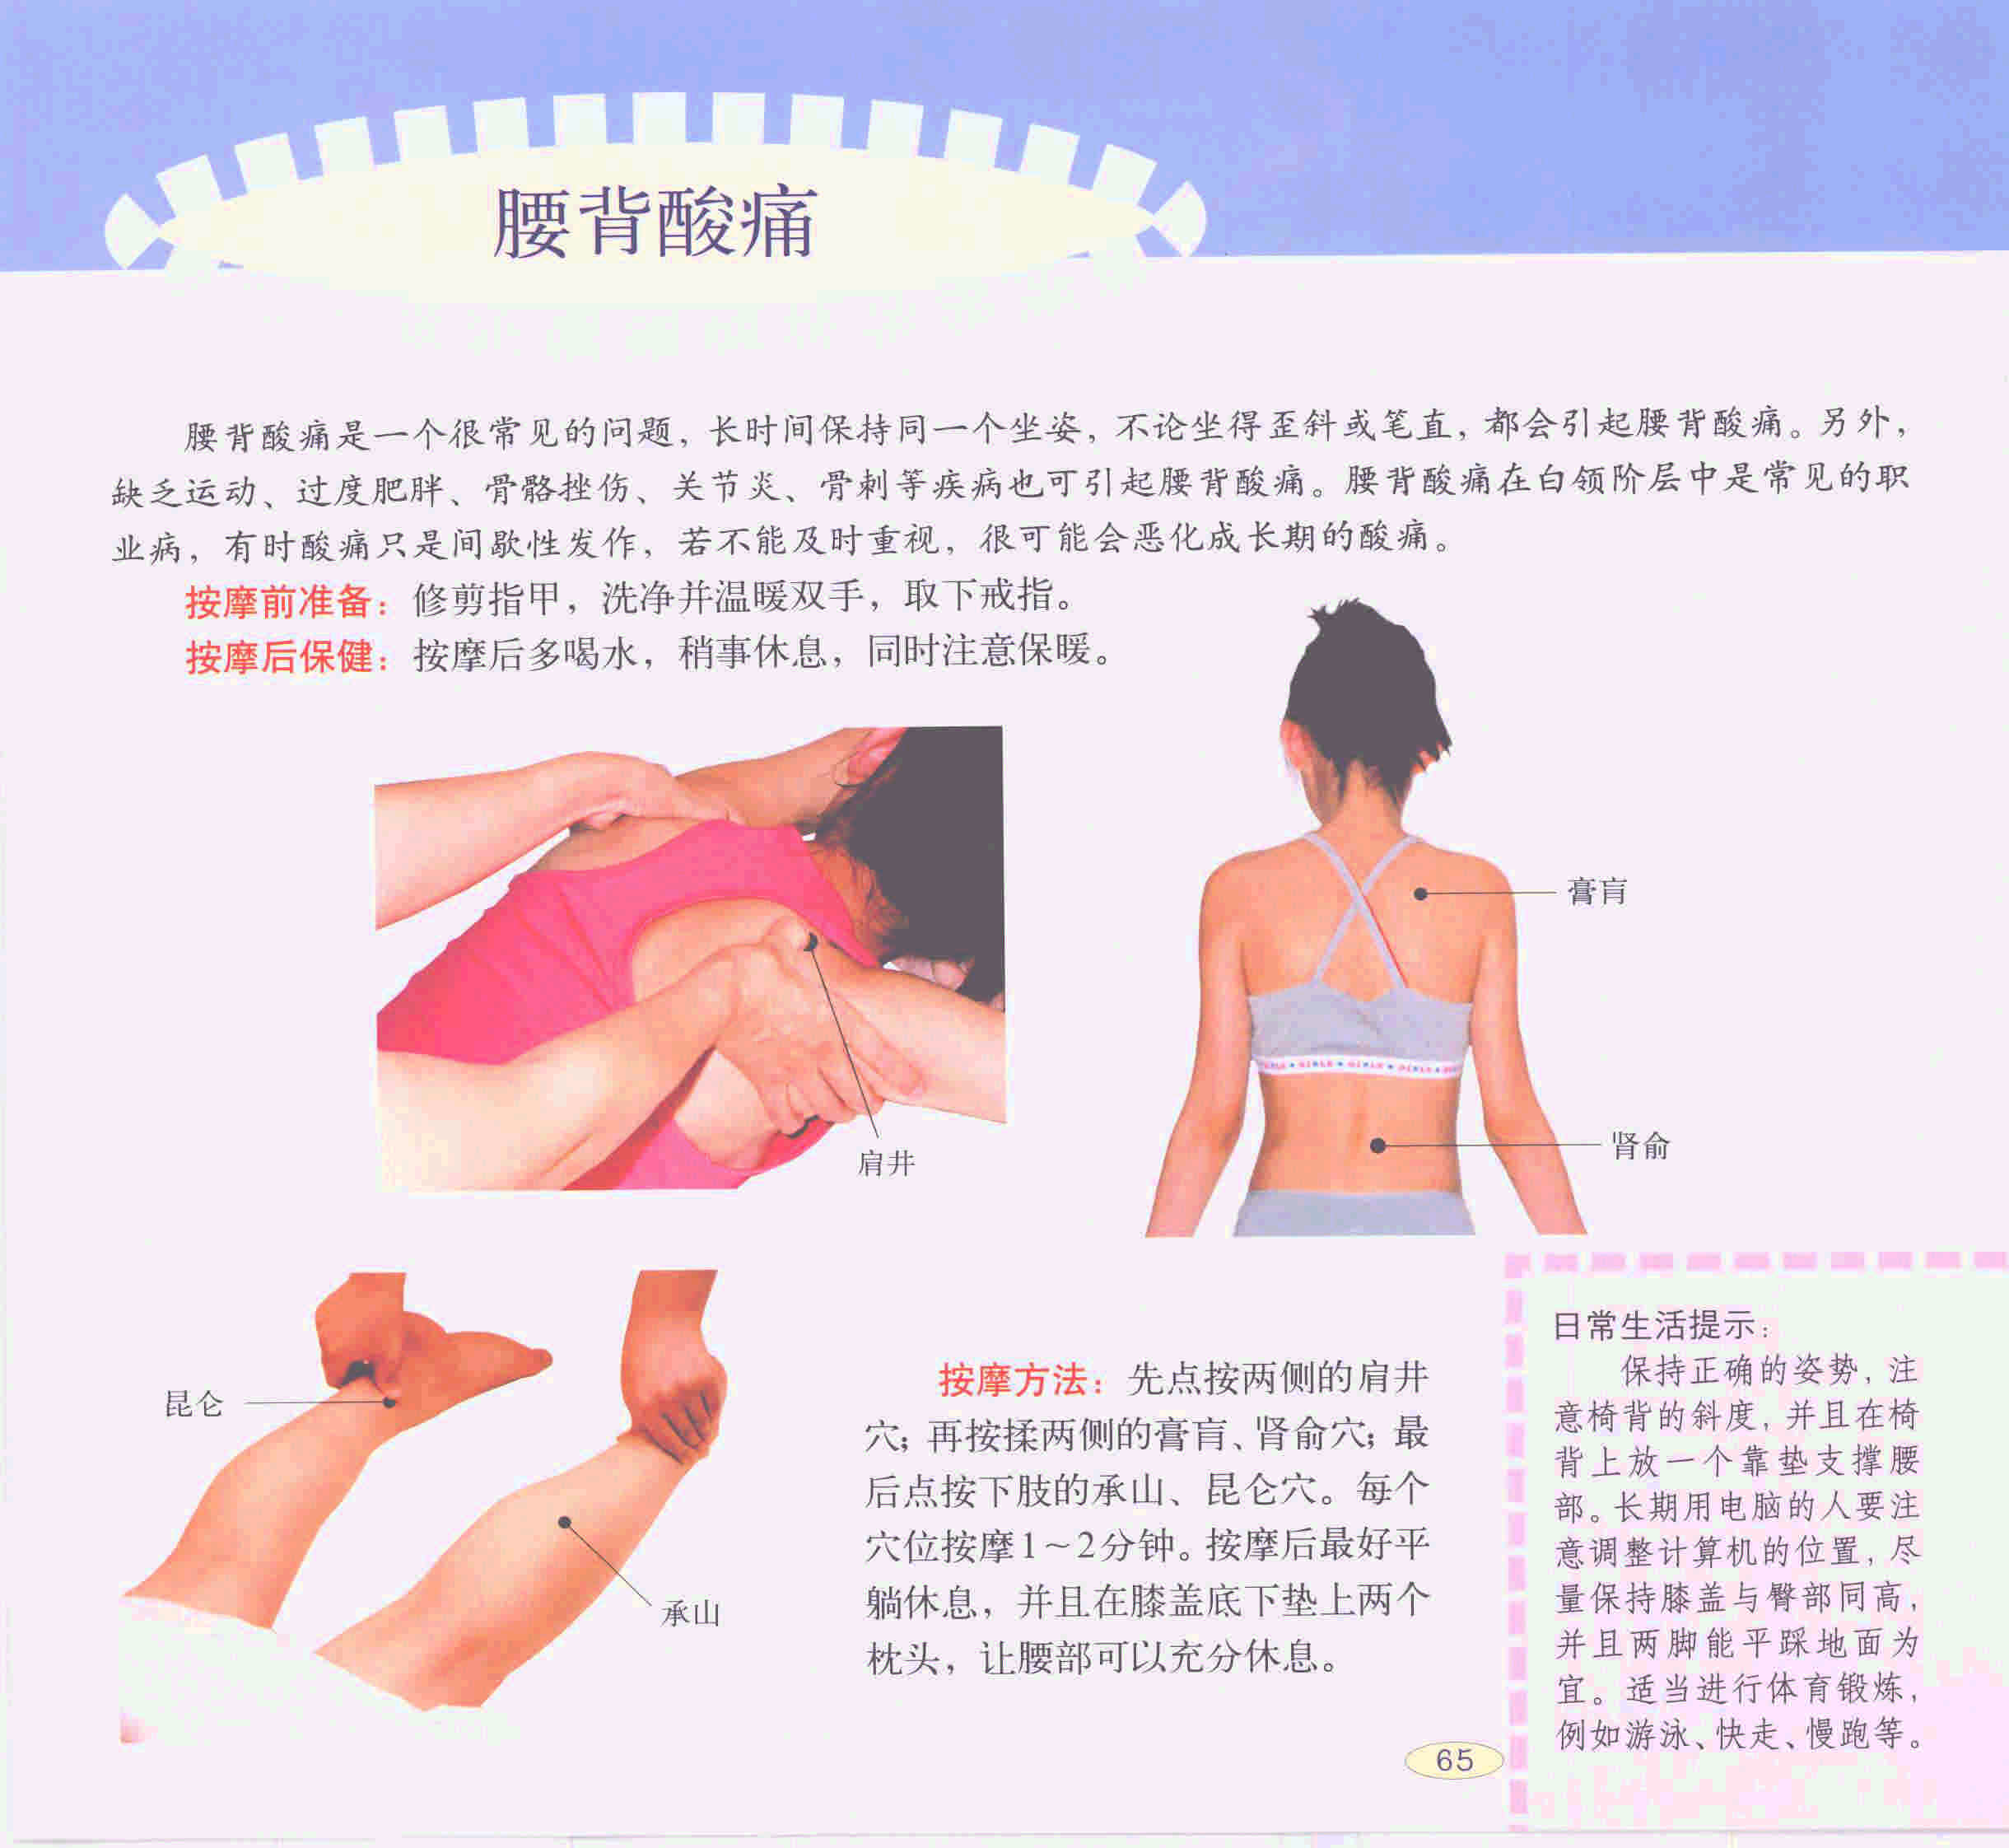 腰背酸痛
腰背酸痛是一个很常见的问题，长时间保持同一个坐姿，不论坐得歪斜或笔直，都会引起腰背酸痛。另外，
缺乏运动、过度肥胖、骨骼挫伤、关节炎、骨刺等疾病也可引起腰背酸痛。腰背酸痛在白领阶层中是常见的职
业病，有时酸痛只是间歇性发作，若不能及时重视，很可能会恶化成长期的酸痛。
按摩前准备：修剪指甲，洗净并温暖双手，取下戒指。
按摩后保健：按摩后多喝水，稍事休息，同时注意保暖。
肩井
膏肓
肾俞
昆仑
承山
按摩方法：先点按两侧的肩井
穴；再按揉两侧的膏肓、肾俞穴；最
后点按下肢的承山、昆仑穴。每个
穴位按摩1～2分钟。按摩后最好平
躺休息，并且在膝盖底下垫上两个
枕头，让腰部可以充分休息。
日常生活提示：
保持正确的姿势，注
意椅背的斜度，并且在椅
背上放一个靠垫支撑腰
部。长期用电脑的人要注
意调整计算机的位置，尽
量保持膝盖与臀部同高，
并且两脚能平踩地面为
宜。适当进行体育锻炼，
例如游泳、快走、慢跑等。
65